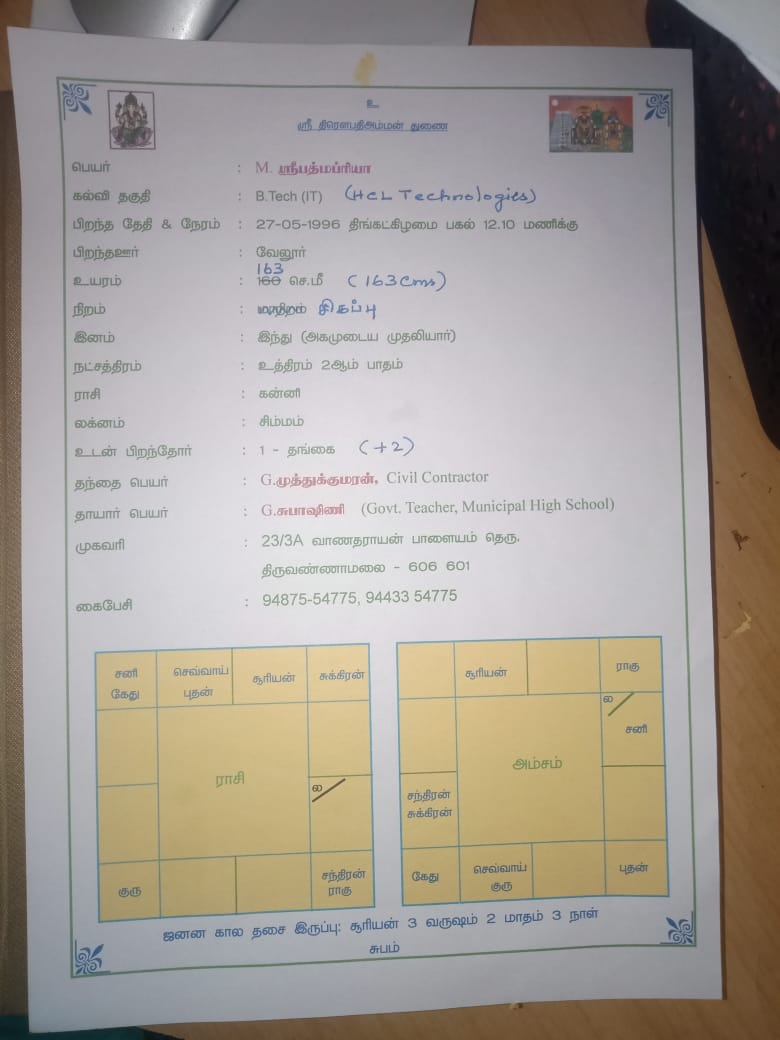 உ
ஸ்ரீ திரௌபதிஅம்மன் துணை
பெயர் : M. ஸ்ரீபத்மப்ரியா
கல்வி தகுதி : B.Tech (IT) (HCL Technologies)
பிறந்த தேதி & நேரம் : 27-05-1996 திங்கட்கிழமை பகல் 12.10 மணிக்கு
பிறந்தஊர் : வேலூர்
163
உயரம் : 160 செ.மீ (163 Cms)
நிறம் : மாநிறம் சிகப்பு
இனம் : இந்து (அகமுடைய முதலியார்)
நட்சத்திரம் : உத்திரம் 2ஆம் பாதம்
ராசி : கன்னி
லக்னம் : சிம்மம்
உடன் பிறந்தோர் : 1 - தங்கை (+2)
தந்தை பெயர் : G.முத்துக்குமரன், Civil Contractor
தாயார் பெயர் : G.சுபாஷிணி (Govt. Teacher, Municipal High School)
முகவரி : 23/3A வாணதராயன் பாளையம் தெரு,
திருவண்ணாமலை - 606 601
கைபேசி : 94875-54775, 94433 54775
சனி கேது
செவ்வாய் புதன்
சூரியன்
சுக்கிரன்
ராசி
ல
குரு
சந்திரன் ராகு
சூரியன்
ராகு
ல
சனி
அம்சம்
சந்திரன் சுக்கிரன்
கேது
செவ்வாய் குரு
புதன்
ஜனன கால தசை இருப்பு: சூரியன் 3 வருஷம் 2 மாதம் 3 நாள்
சுபம்